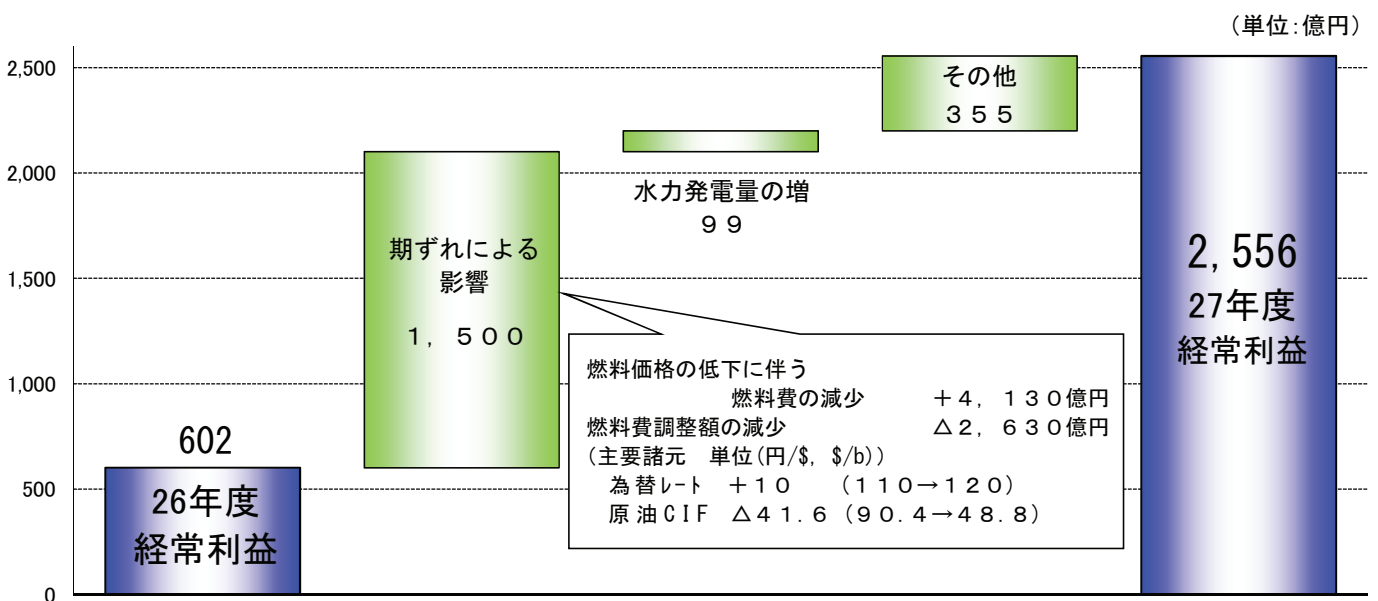 (単位:億円)
2,500
2,000
1,500
1,000
500
0
602
26年度
経常利益
期ずれによる
影響
1,500
水力発電量の増
99
その他
355
2,556
27年度
経常利益
燃料価格の低下に伴う
燃料費の減少 +4,130億円
燃料費調整額の減少 △2,630億円
(主要諸元 単位(円/$, $/b))
為替レート +10 (110→120)
原油CIF △41.6 (90.4→48.8)